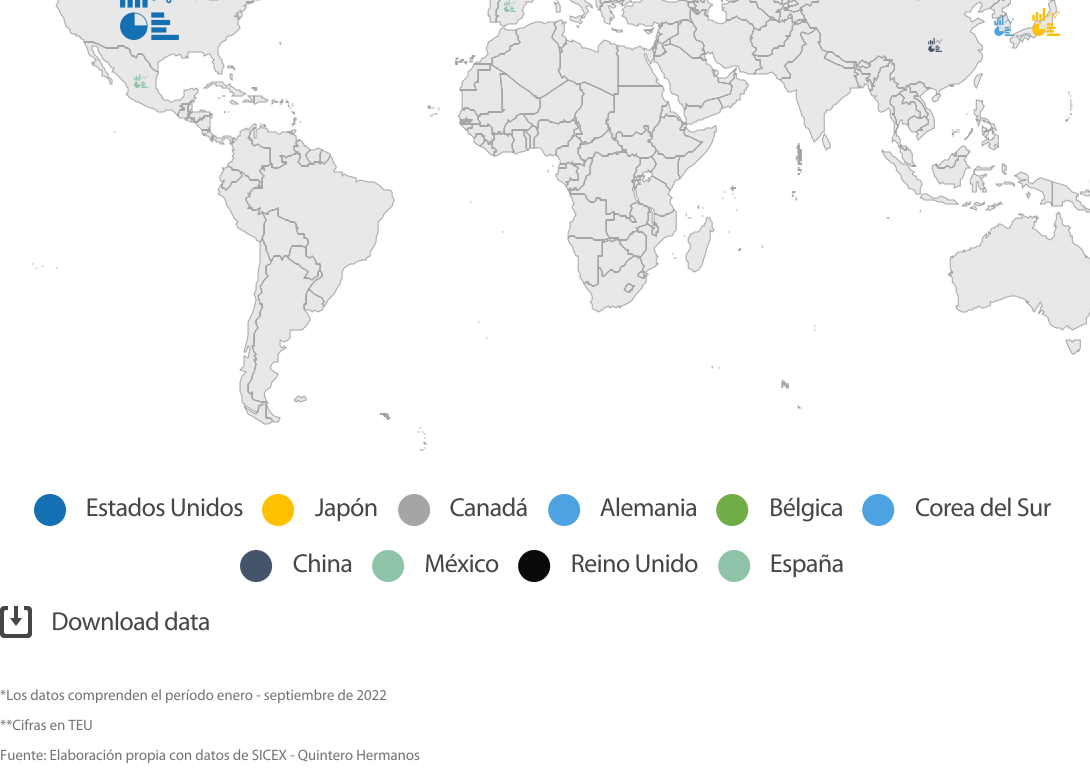 Estados Unidos Japón Canadá Alemania Bélgica Corea del Sur
China México Reino Unido España
Download data
*Los datos comprenden el período enero - septiembre de 2022
**Cifras en TEU
Fuente: Elaboración propia con datos de SICEX - Quintero Hermanos